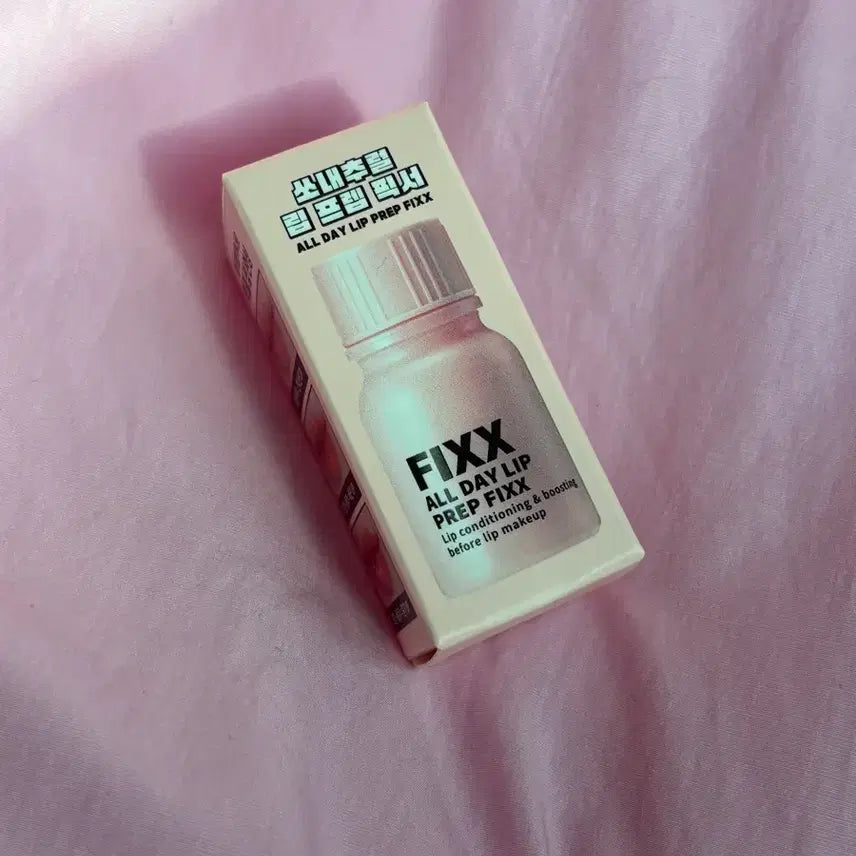 쏘내추럴
립 프렙 픽서
ALL DAY LIP PREP FIXX
FIXX
ALL DAY LIP
PREP FIXX
Lip conditioning & boosting
before lip makeup